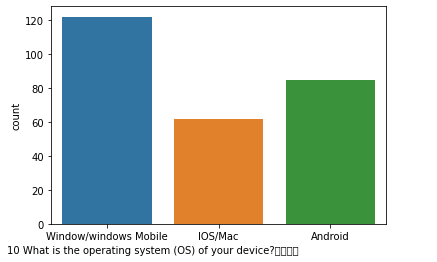 120
100
80
60
40
20
0
count
Window/windows Mobile IOS/Mac Android
10 What is the operating system (OS) of your device?